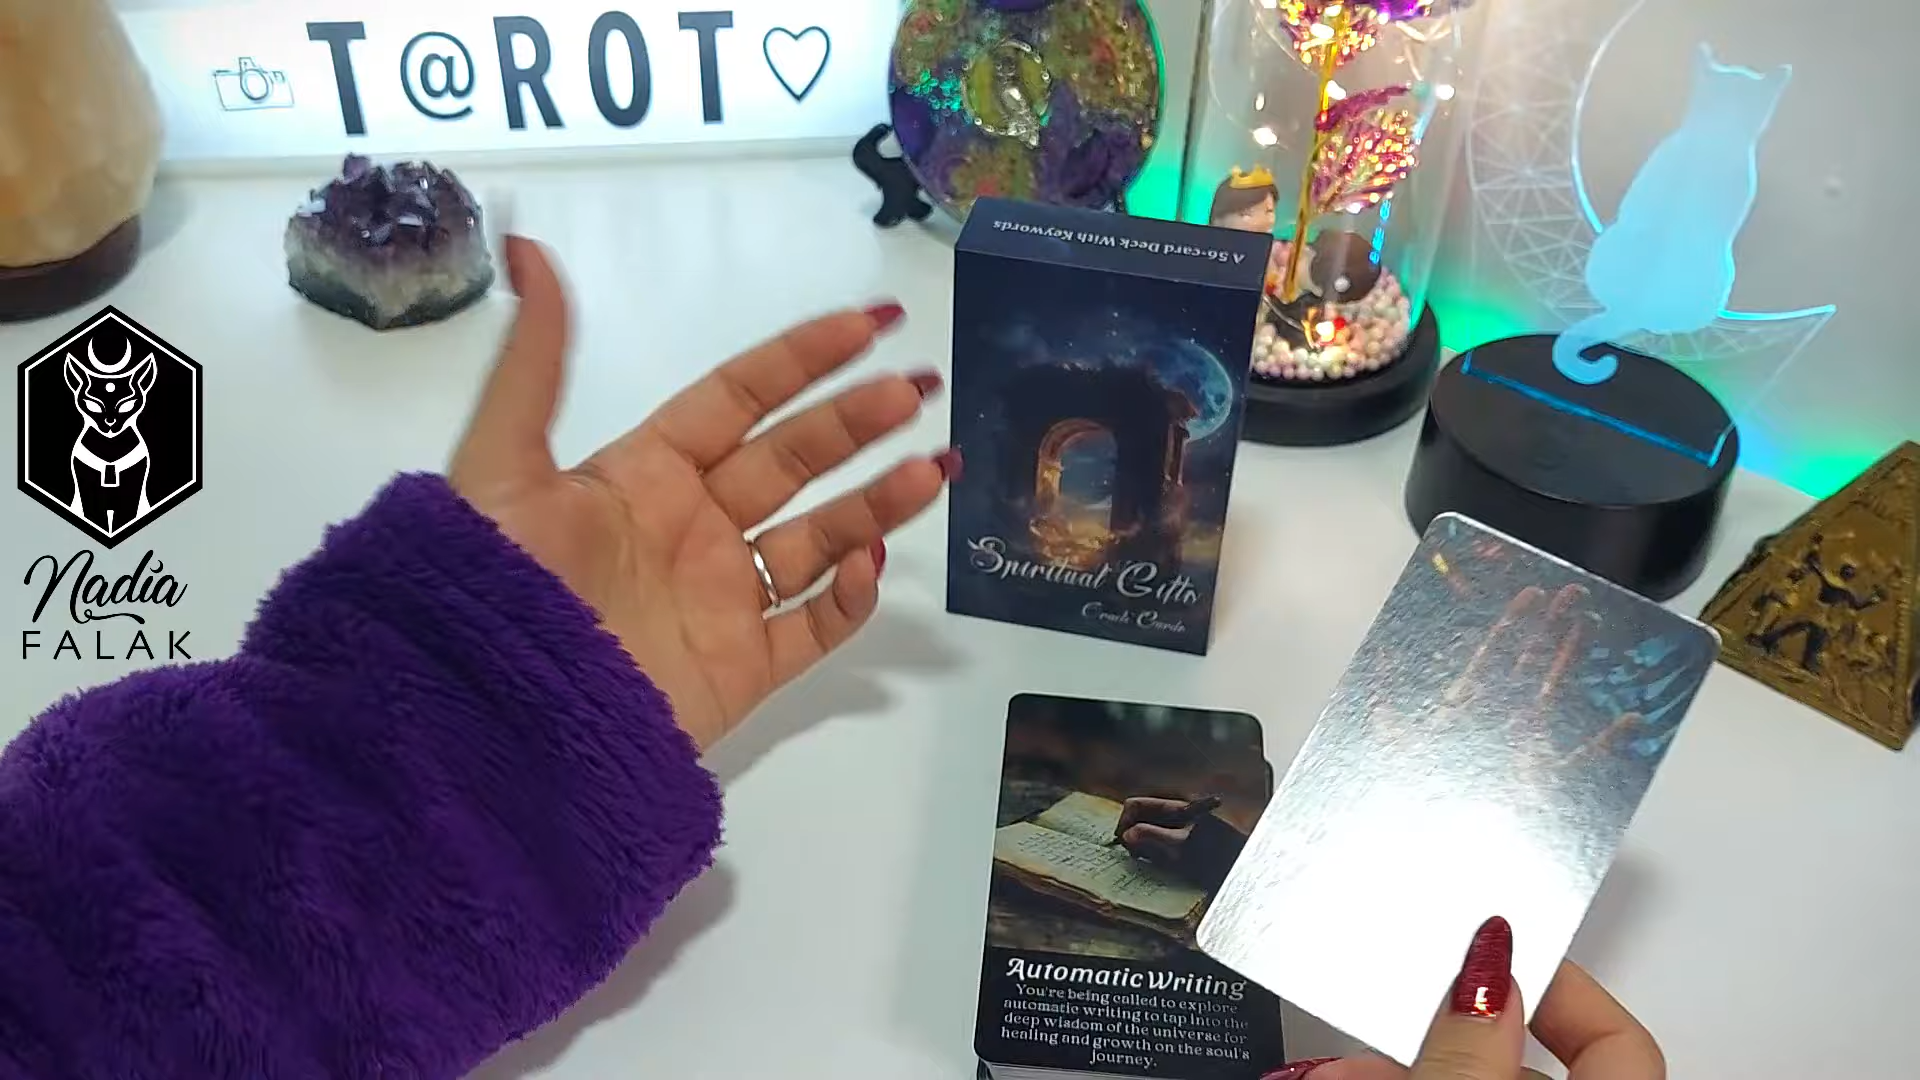 T@ROT
A 56-card Deck With Keywords
Spiritual Gifts
Oracle Cards
Nadia
FALAK
Automatic Writing
You're being called to explore
automatic writing to tap into the
deep wisdom of the universe for
healing and growth on the soul's
journey.